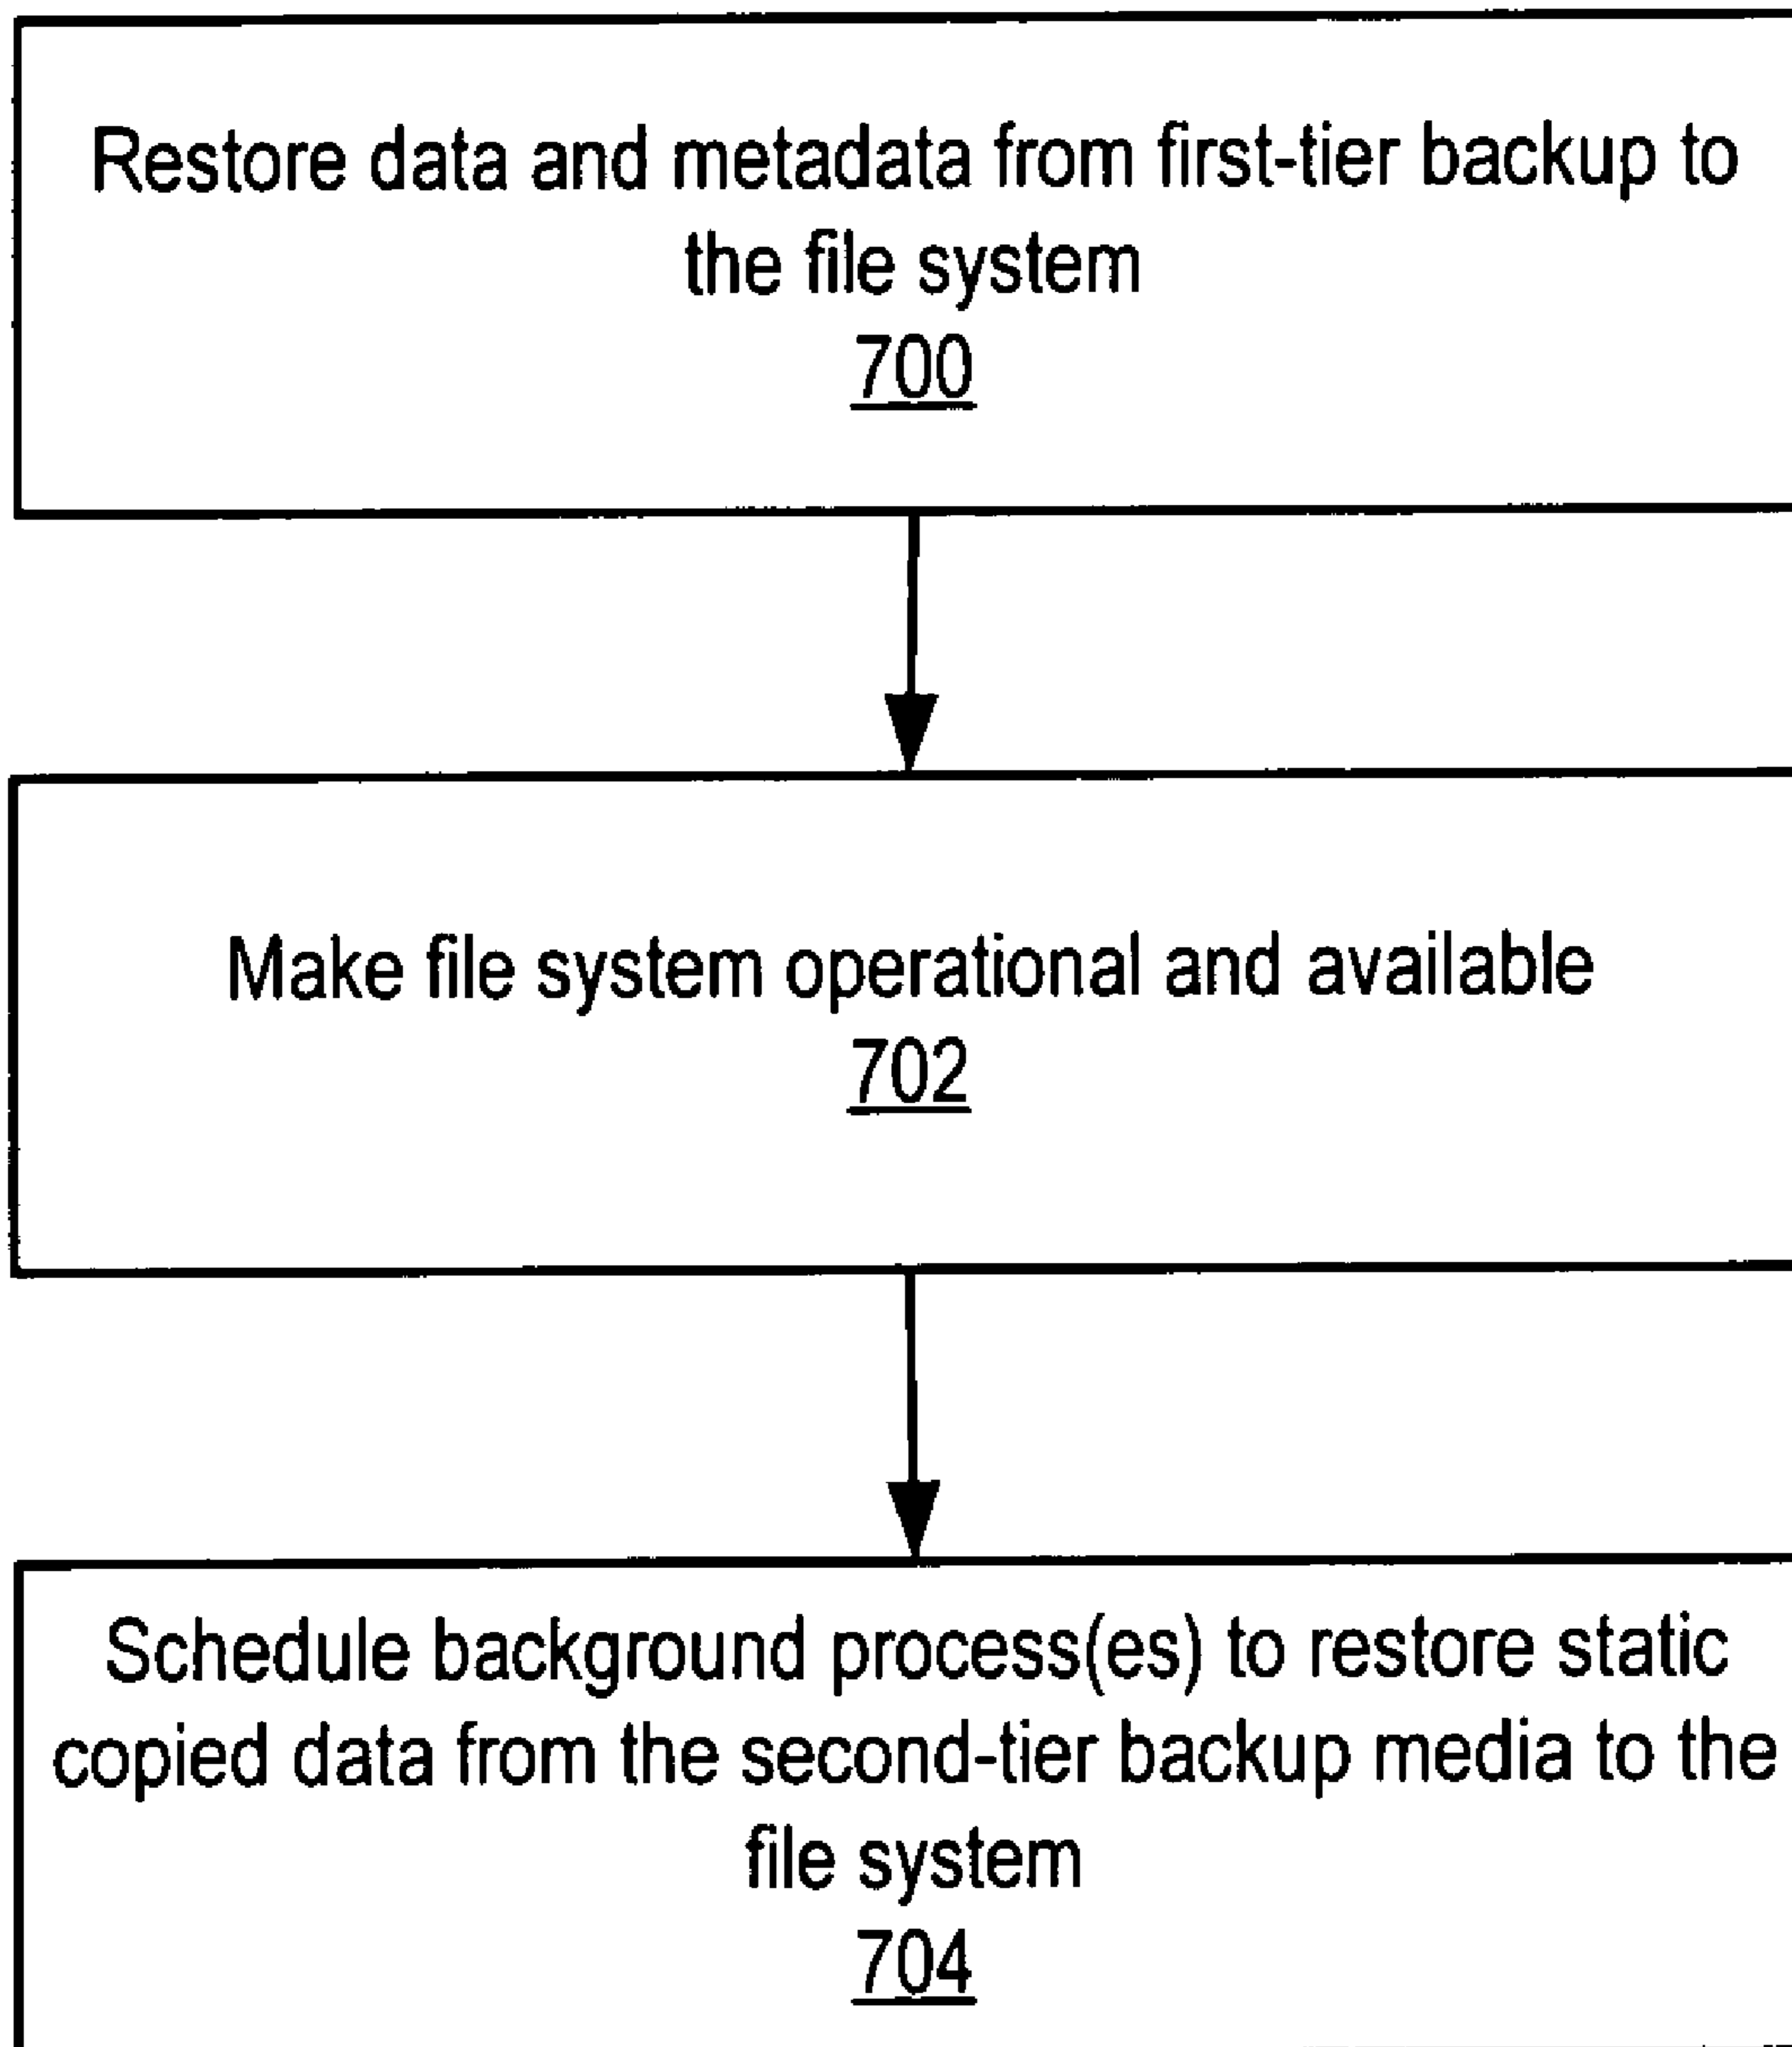 Restore data and metadata from first-tier backup to
the file system
700
Make file system operational and available
702
Schedule background process(es) to restore static
copied data from the second-tier backup media to the
file system
704